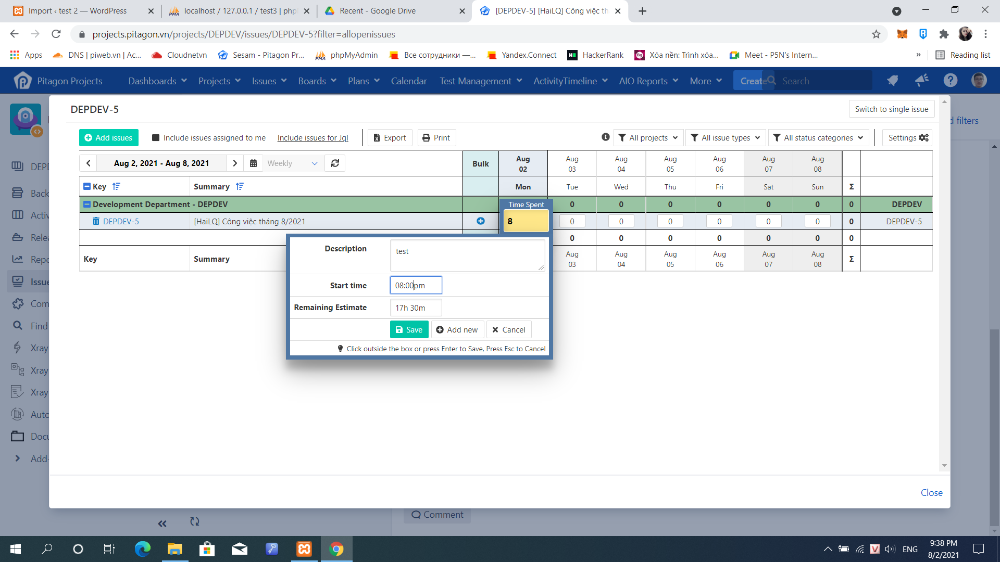 Import ‹ test 2 — WordPress
localhost / 127.0.0.1 / test3 | php
Recent - Google Drive
[DEPDEV-5] [HaiLQ] Công việc th
projects.pitagon.vn/projects/DEPDEV/issues/DEPDEV-5?filter=allopenissues
Apps DNS | piweb.vn | Ac... Cloudnetvn Sesam - Pitagon Pr... phpMyAdmin Все сотрудники —... Yandex.Connect HackerRank Xóa nền: Trình xóa... Meet - P5N's Intern... » Reading list
Pitagon Projects Dashboards Projects Issues Boards Plans Calendar Test Management ActivityTimeline AIO Reports More Create Search
DEPDEV-5 Switch to single issue
d filters
Add issues Include issues assigned to me Include issues for Jql Export Print All projects All issue types All status categories Settings
Aug 2, 2021 - Aug 8, 2021 Weekly Bulk Aug 02 Aug 03 Aug 04 Aug 05 Aug 06 Aug 07 Aug 08
Key Summary Mon Tue Wed Thu Fri Sat Sun Σ
Development Department - DEPDEV 0 0 0 0 0 0 0 DEPDEV
Time Spent
DEPDEV-5 [HaiLQ] Công việc tháng 8/2021 8 0 0 0 0 0 0 0 DEPDEV-5
0 0 0 0 0 0 0
Key Summary Aug 03 Aug 04 Aug 05 Aug 06 Aug 07 Aug 08 Σ
Description test
Start time 08:00pm
Remaining Estimate 17h 30m
Save Add new Cancel
Click outside the box or press Enter to Save, Press Esc to Cancel
DEPI
Back
Activ
Relea
Repo
Issue
Com
Find
Xray
Xray
Xray
Auto
Docu
Add-
Close
Comment
ENG
9:38 PM
8/2/2021